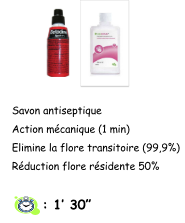 Savon antiseptique
Action mécanique (1 min)
Elimine la flore transitoire (99,9%)
Réduction flore résidente 50%
: 1’ 30”